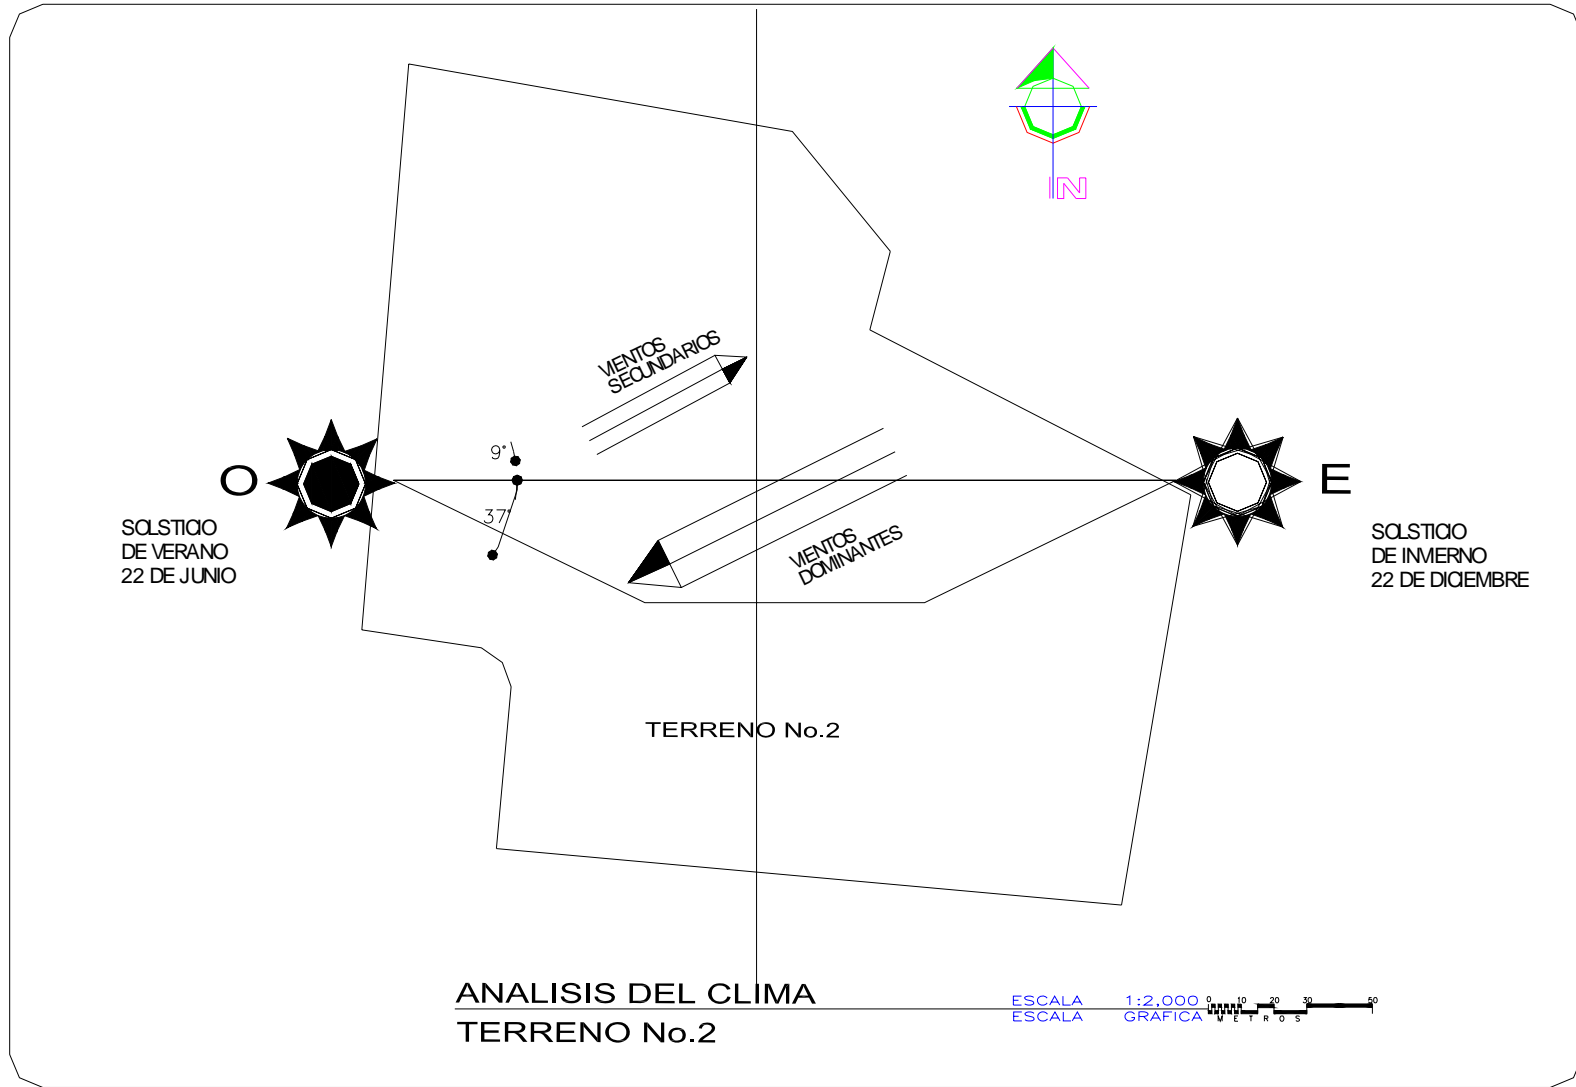 N
VIENTOS
SECUNDARIOS
9°
O
E
37°
SOLSTICIO
DE VERANO
22 DE JUNIO
VIENTOS
DOMINANTES
SOLSTICIO
DE INVIERNO
22 DE DICIEMBRE
TERRENO No.2
ANALISIS DEL CLIMA
TERRENO No.2
ESCALA 1:2,000
ESCALA GRAFICA
0 10 20 30 50
METROS